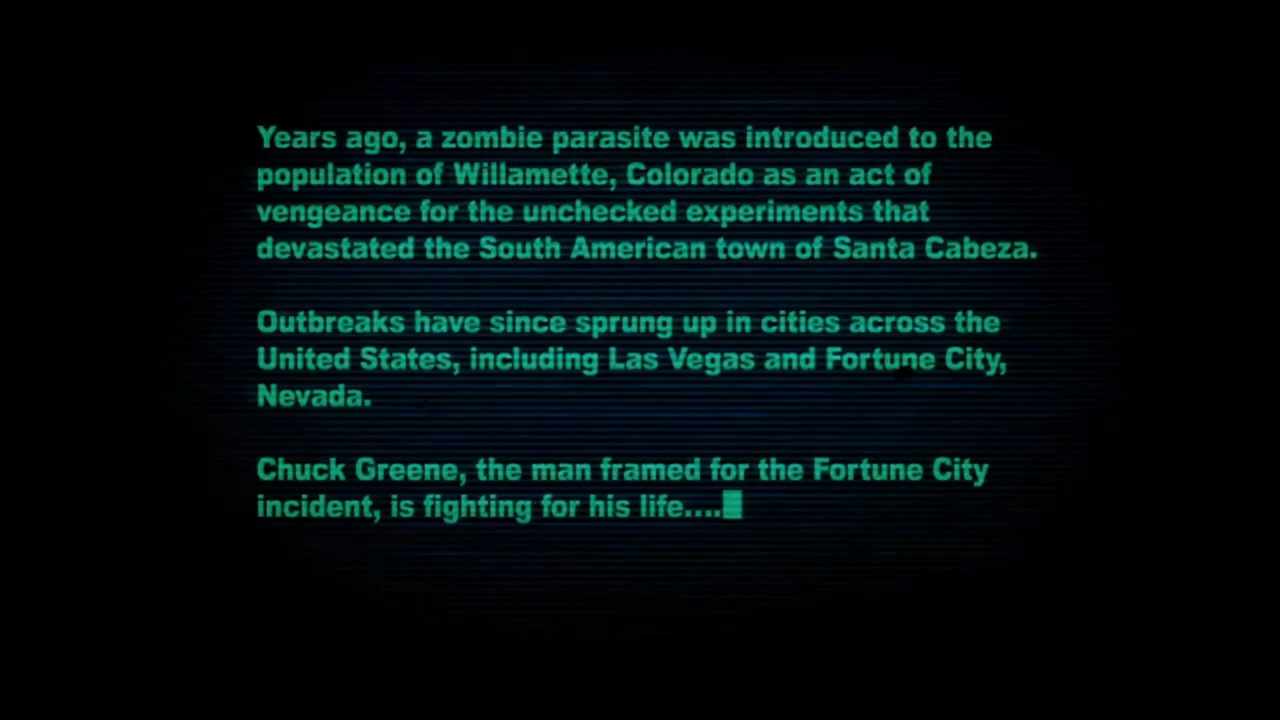 Years ago, a zombie parasite was introduced to the
population of Willamette, Colorado as an act of
vengeance for the unchecked experiments that
devastated the South American town of Santa Cabeza.
Outbreaks have since sprung up in cities across the
United States, including Las Vegas and Fortune City,
Nevada.
Chuck Greene, the man framed for the Fortune City
incident, is fighting for his life....